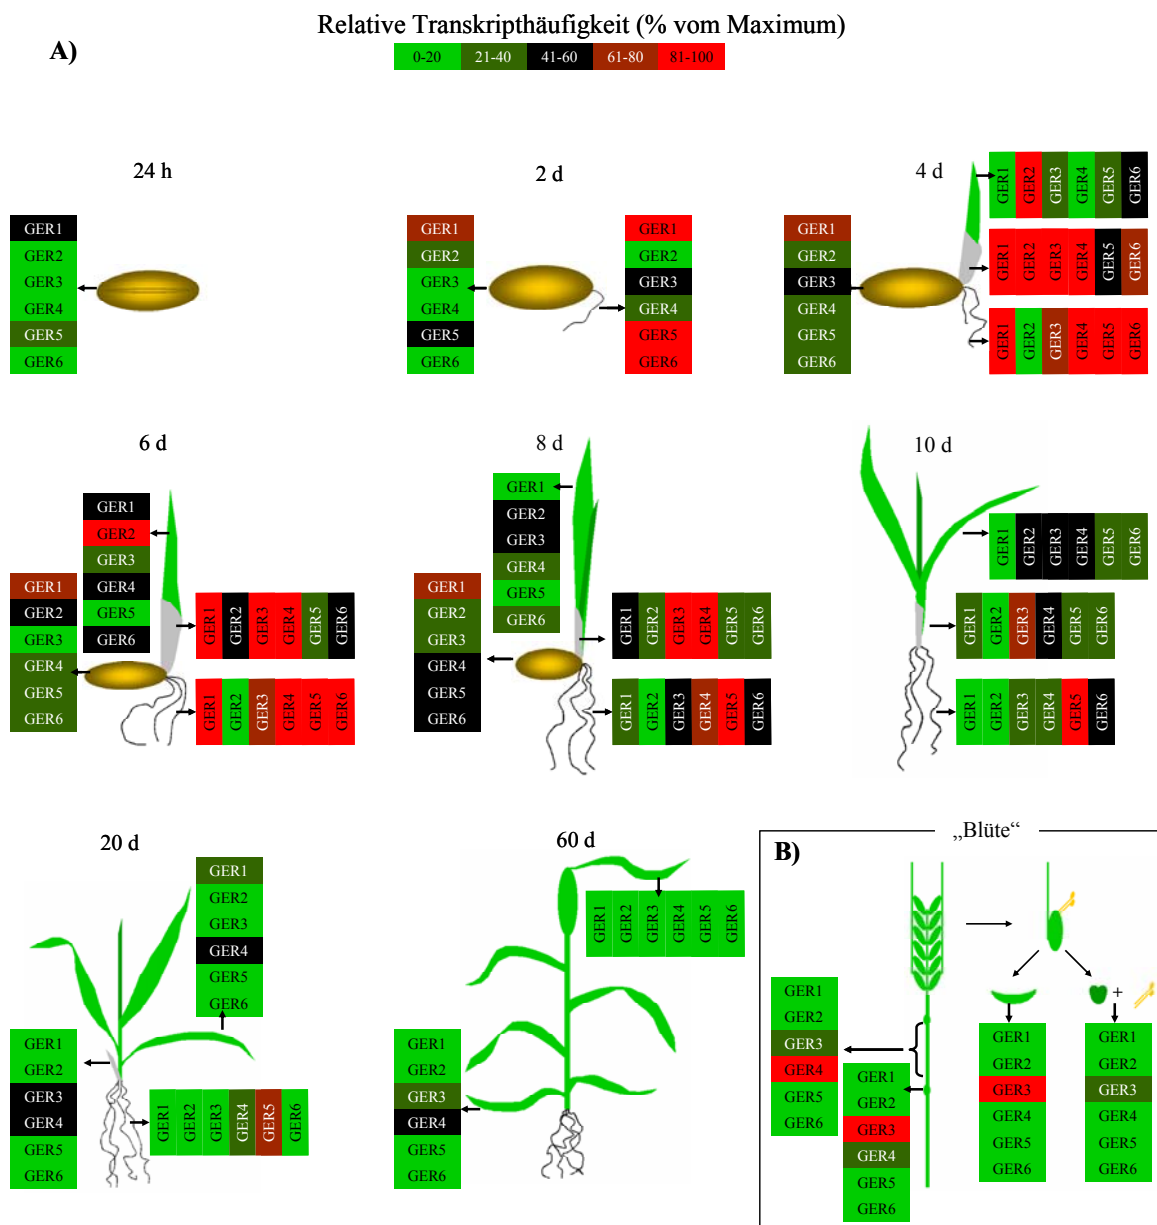 Relative Transkripthäufigkeit (% vom Maximum)
A)
0-20 21-40 41-60 61-80 81-100
24 h
GER1
GER2
GER3
GER4
GER5
GER6
2 d
GER1
GER2
GER3
GER4
GER5
GER6
GER1
GER2
GER3
GER4
GER5
GER6
4 d
GER1
GER2
GER3
GER4
GER5
GER6
GER1 GER2 GER3 GER4 GER5 GER6
GER1 GER2 GER3 GER4 GER5 GER6
GER1 GER2 GER3 GER4 GER5 GER6
6 d
GER1
GER2
GER3
GER4
GER5
GER6
GER1
GER2
GER3
GER4
GER5
GER6
GER1 GER2 GER3 GER4 GER5 GER6
GER1 GER2 GER3 GER4 GER5 GER6
8 d
GER1
GER2
GER3
GER4
GER5
GER6
GER1
GER2
GER3
GER4
GER5
GER6
GER1 GER2 GER3 GER4 GER5 GER6
GER1 GER2 GER3 GER4 GER5 GER6
10 d
GER1 GER2 GER3 GER4 GER5 GER6
GER1 GER2 GER3 GER4 GER5 GER6
GER1 GER2 GER3 GER4 GER5 GER6
20 d
GER1
GER2
GER3
GER4
GER5
GER6
GER1
GER2
GER3
GER4
GER5
GER6
GER1 GER2 GER3 GER4 GER5 GER6
60 d
GER1 GER2 GER3 GER4 GER5 GER6
GER1
GER2
GER3
GER4
GER5
GER6
„Blüte“
B)
+
GER1
GER2
GER3
GER4
GER5
GER6
GER1
GER2
GER3
GER4
GER5
GER6
GER1
GER2
GER3
GER4
GER5
GER6
GER1
GER2
GER3
GER4
GER5
GER6